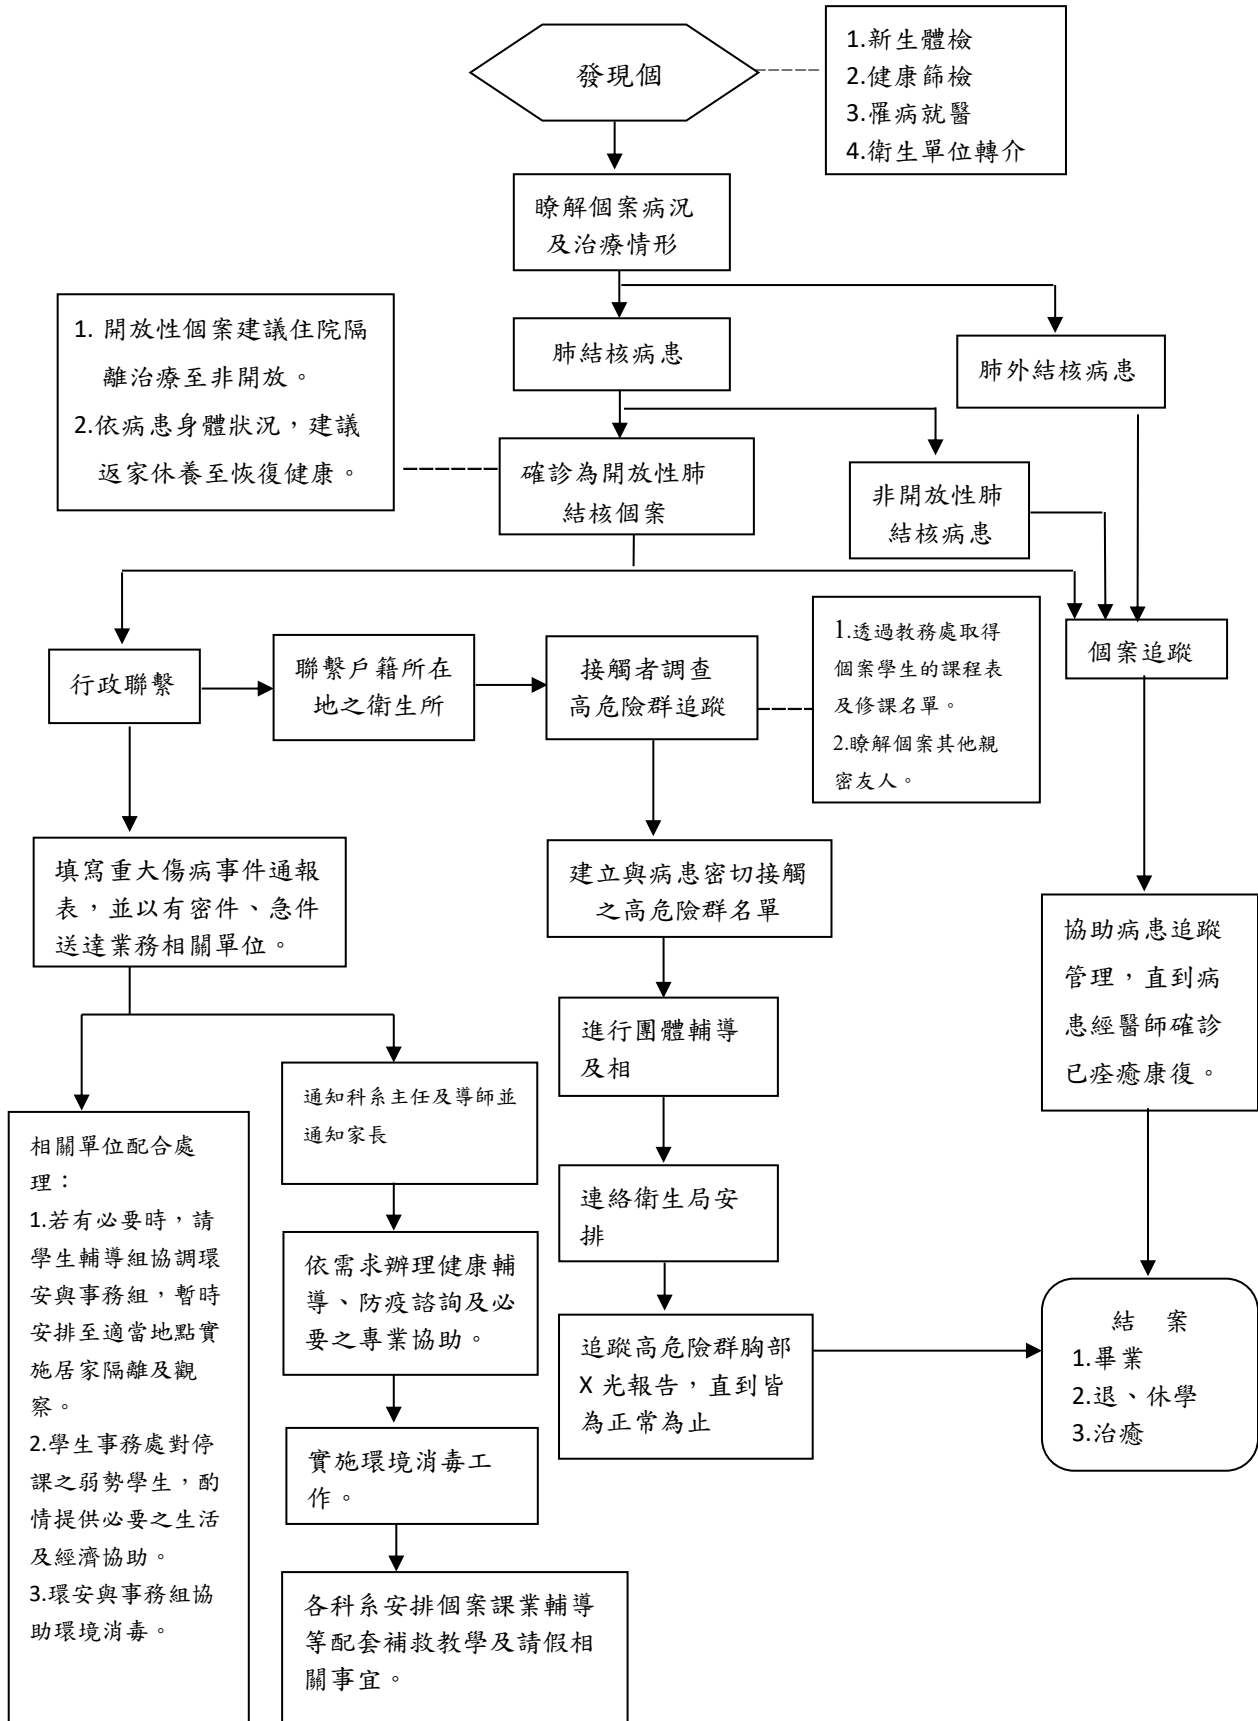 發現個
1.新生體檢
2.健康篩檢
3.罹病就醫
4.衛生單位轉介
瞭解個案病況
及治療情形
1. 開放性個案建議住院隔
離治療至非開放。
2.依病患身體狀況，建議
返家休養至恢復健康。
肺結核病患
肺外結核病患
確診為開放性肺
結核個案
非開放性肺
結核病患
行政聯繫
聯繫戶籍所在
地之衛生所
接觸者調查
高危險群追蹤
1.透過教務處取得
個案學生的課程表
及修課名單。
2.瞭解個案其他親
密友人。
個案追蹤
填寫重大傷病事件通報
表，並以有密件、急件
送達業務相關單位。
建立與病患密切接觸
之高危險群名單
協助病患追蹤
管理，直到病
患經醫師確診
已痊癒康復。
進行團體輔導
及相
通知科系主任及導師並
通知家長
相關單位配合處
理：
1.若有必要時，請
學生輔導組協調環
安與事務組，暫時
安排至適當地點實
施居家隔離及觀
察。
2.學生事務處對停
課之弱勢學生，酌
情提供必要之生活
及經濟協助。
3.環安與事務組協
助環境消毒。
連絡衛生局安
排
依需求辦理健康輔
導、防疫諮詢及必
要之專業協助。
追蹤高危險群胸部
X 光報告，直到皆
為正常為止
結 案
1.畢業
2.退、休學
3.治癒
實施環境消毒工
作。
各科系安排個案課業輔導
等配套補救教學及請假相
關事宜。